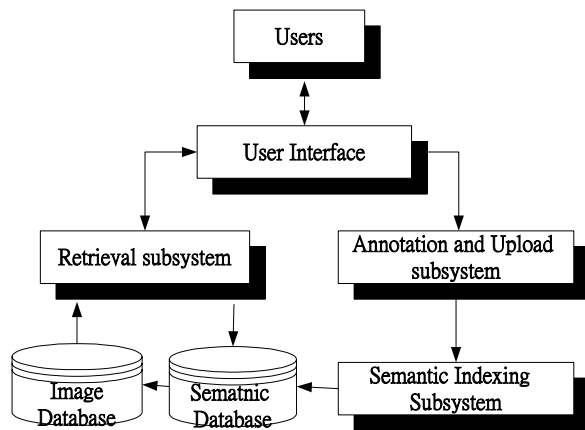 Users
User Interface
Retrieval subsystem
Annotation and Upload
subsystem
Image
Database
Sematnic
Database
Semantic Indexing
Subsystem